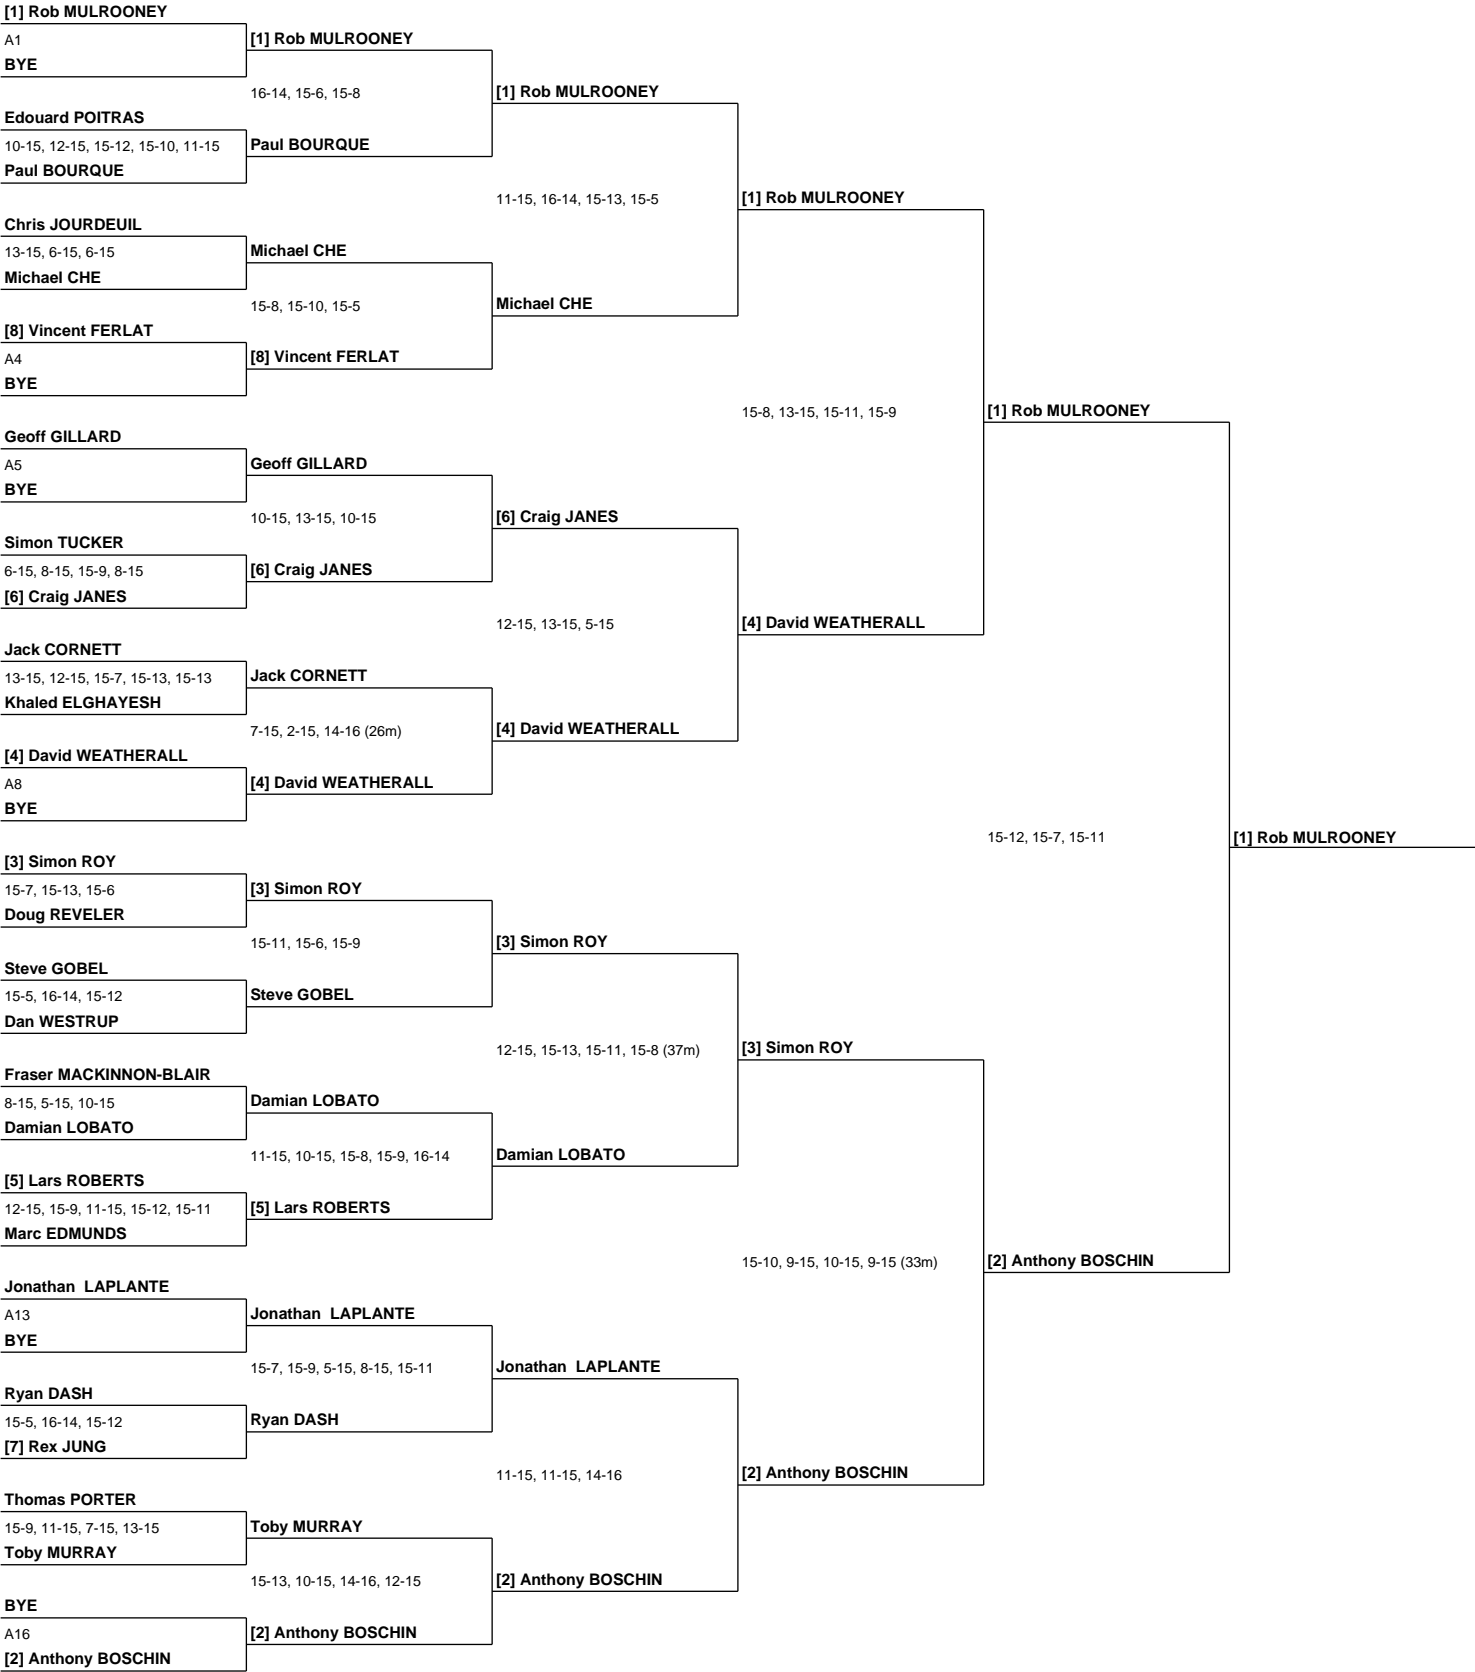 [1] Rob MULROONEY
A1
BYE
[1] Rob MULROONEY
16-14, 15-6, 15-8
[1] Rob MULROONEY
Edouard POITRAS
10-15, 12-15, 15-12, 15-10, 11-15
Paul BOURQUE
Paul BOURQUE
11-15, 16-14, 15-13, 15-5
[1] Rob MULROONEY
Chris JOURDEUIL
13-15, 6-15, 6-15
Michael CHE
Michael CHE
15-8, 15-10, 15-5
Michael CHE
[8] Vincent FERLAT
A4
BYE
[8] Vincent FERLAT
15-8, 13-15, 15-11, 15-9
[1] Rob MULROONEY
Geoff GILLARD
A5
BYE
Geoff GILLARD
10-15, 13-15, 10-15
[6] Craig JANES
Simon TUCKER
6-15, 8-15, 15-9, 8-15
[6] Craig JANES
[6] Craig JANES
12-15, 13-15, 5-15
[4] David WEATHERALL
Jack CORNETT
13-15, 12-15, 15-7, 15-13, 15-13
Khaled ELGHAYESH
Jack CORNETT
7-15, 2-15, 14-16 (26m)
[4] David WEATHERALL
[4] David WEATHERALL
A8
BYE
[4] David WEATHERALL
15-12, 15-7, 15-11
[1] Rob MULROONEY
[3] Simon ROY
15-7, 15-13, 15-6
Doug REVELER
[3] Simon ROY
15-11, 15-6, 15-9
[3] Simon ROY
Steve GOBEL
15-5, 16-14, 15-12
Dan WESTRUP
Steve GOBEL
12-15, 15-13, 15-11, 15-8 (37m)
[3] Simon ROY
Fraser MACKINNON-BLAIR
8-15, 5-15, 10-15
Damian LOBATO
Damian LOBATO
11-15, 10-15, 15-8, 15-9, 16-14
Damian LOBATO
[5] Lars ROBERTS
12-15, 15-9, 11-15, 15-12, 15-11
Marc EDMUNDS
[5] Lars ROBERTS
15-10, 9-15, 10-15, 9-15 (33m)
[2] Anthony BOSCHIN
Jonathan  LAPLANTE
A13
BYE
Jonathan  LAPLANTE
15-7, 15-9, 5-15, 8-15, 15-11
Jonathan  LAPLANTE
Ryan DASH
15-5, 16-14, 15-12
[7] Rex JUNG
Ryan DASH
11-15, 11-15, 14-16
[2] Anthony BOSCHIN
Thomas PORTER
15-9, 11-15, 7-15, 13-15
Toby MURRAY
Toby MURRAY
15-13, 10-15, 14-16, 12-15
[2] Anthony BOSCHIN
BYE
A16
[2] Anthony BOSCHIN
[2] Anthony BOSCHIN